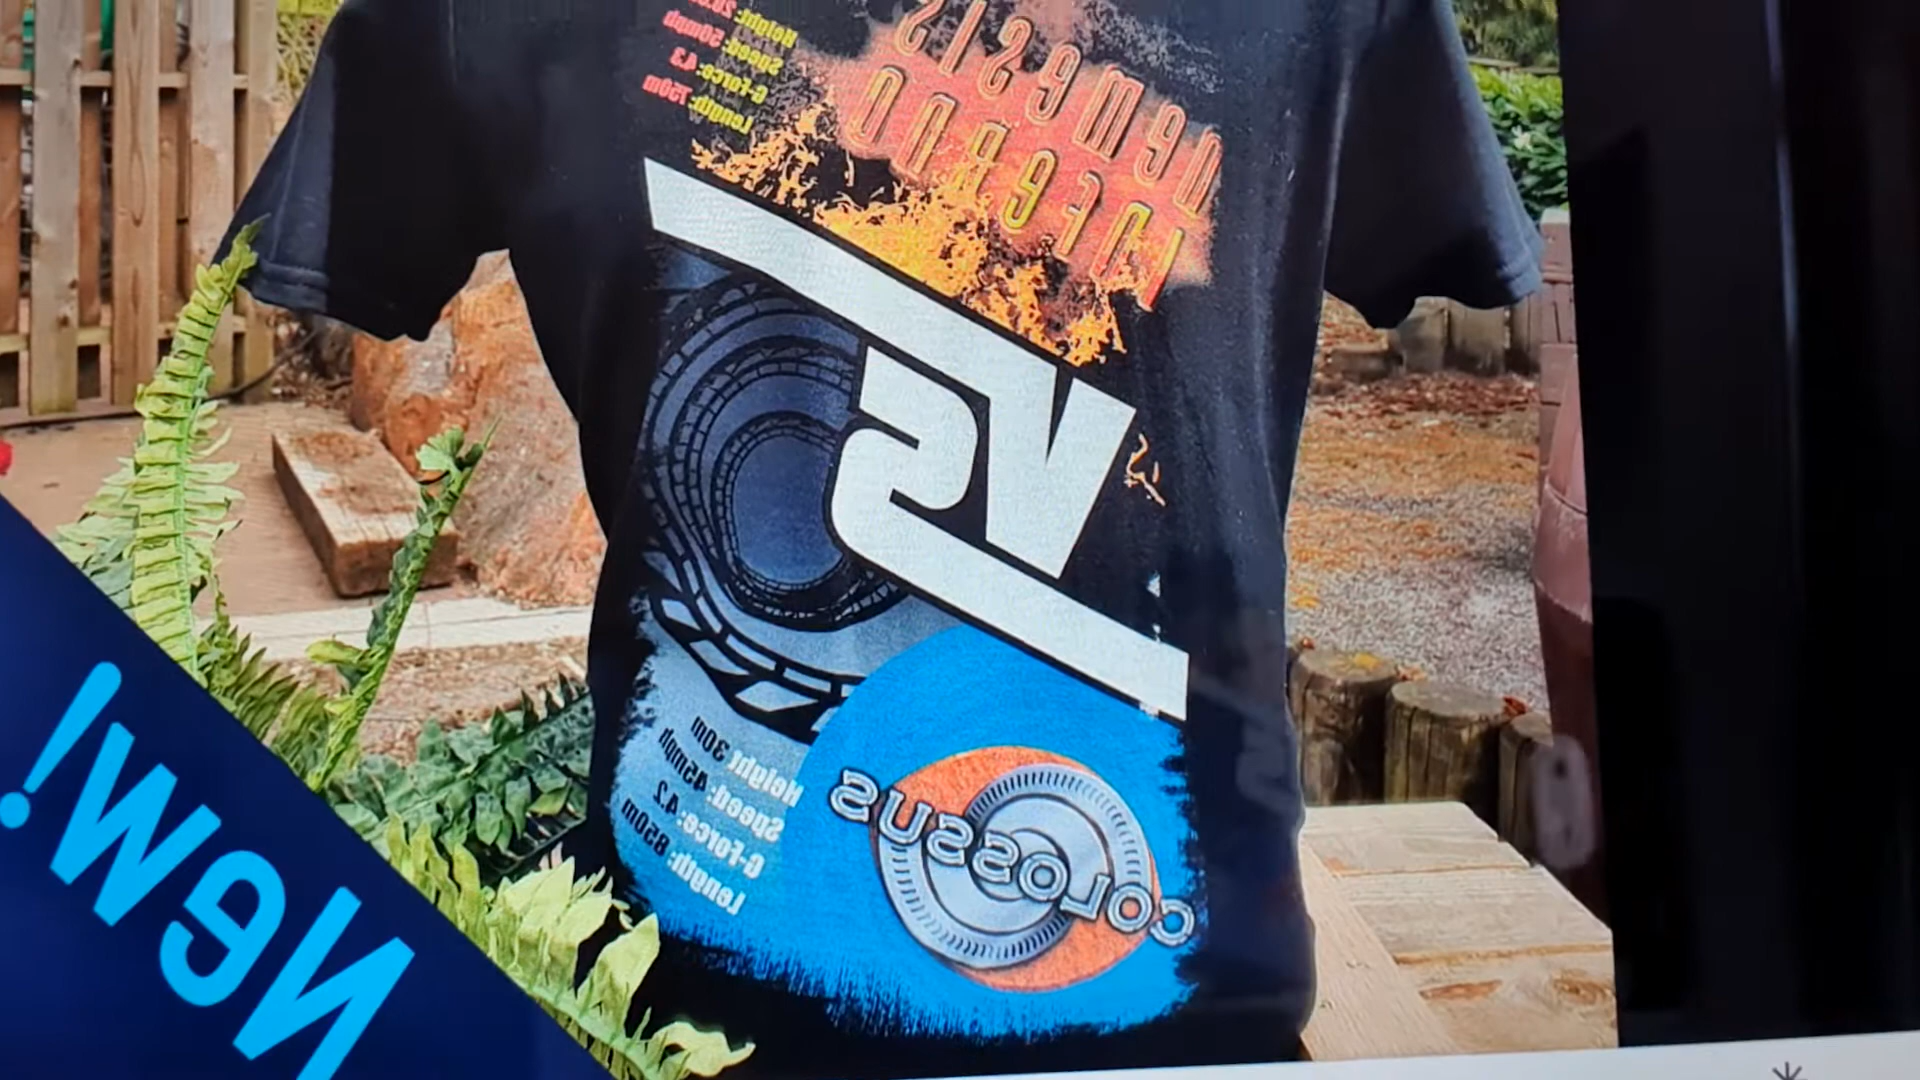 Height:
Speed: 50mph
G-Force: 4.2
Length: 750m
nemesis
inferno
VS
Height 30m
Speed: 45mph
G-Force: 4.2
Length: 850m
COLOSSUS
New!